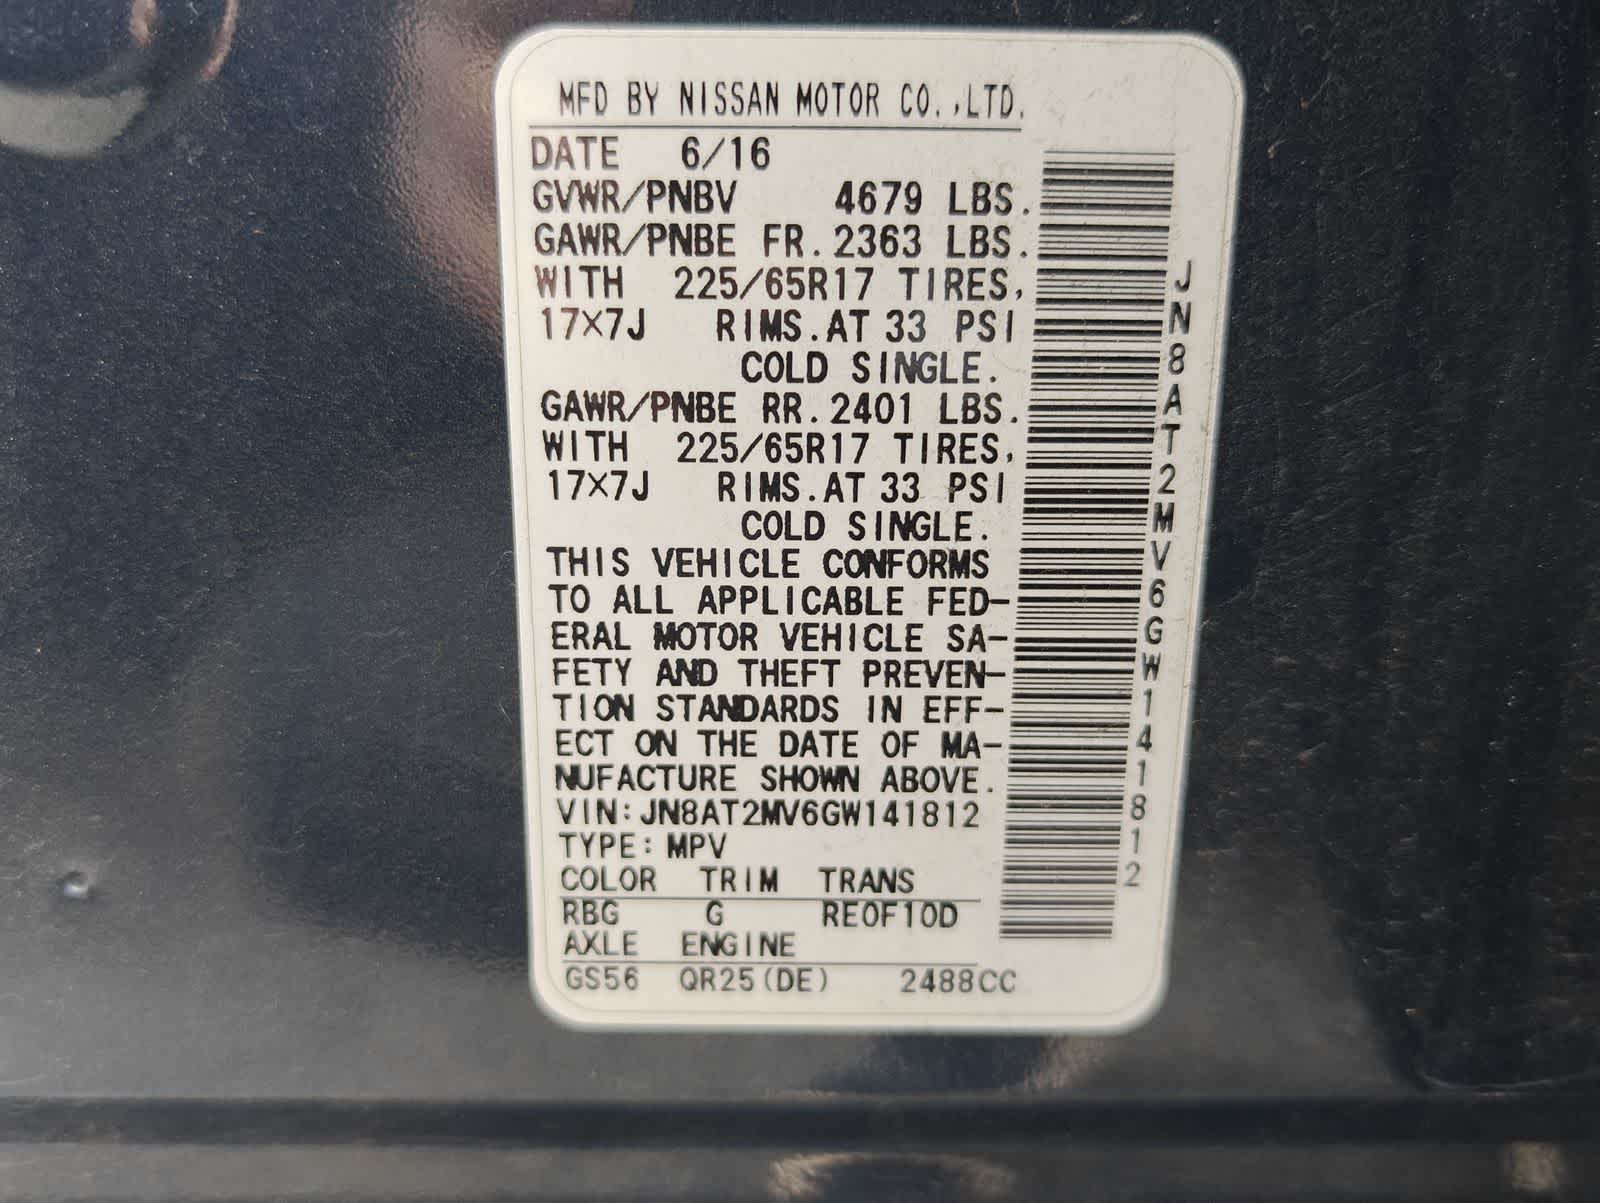 MFD BY NISSAN MOTOR CO.,LTD.
DATE 6/16
GVWR/PNBV 4679 LBS.
GAWR/PNBE FR. 2363 LBS.
WITH 225/65R17 TIRES,
17×7J RIMS. AT 33 PSI
COLD SINGLE.
GAWR/PNBE RR. 2401 LBS.
WITH 225/65R17 TIRES,
17×7J RIMS. AT 33 PSI
COLD SINGLE.
THIS VEHICLE CONFORMS
TO ALL APPLICABLE FED-
ERAL MOTOR VEHICLE SA-
FETY AND THEFT PREVEN-
TION STANDARDS IN EFF-
ECT ON THE DATE OF MA-
NUFACTURE SHOWN ABOVE.
VIN:JN8AT2MV6GW141812
TYPE: MPV
COLOR TRIM TRANS
RBG G RE0F10D
AXLE ENGINE
GS56 QR25(DE) 2488CC
JN8AT2MV6GW141812